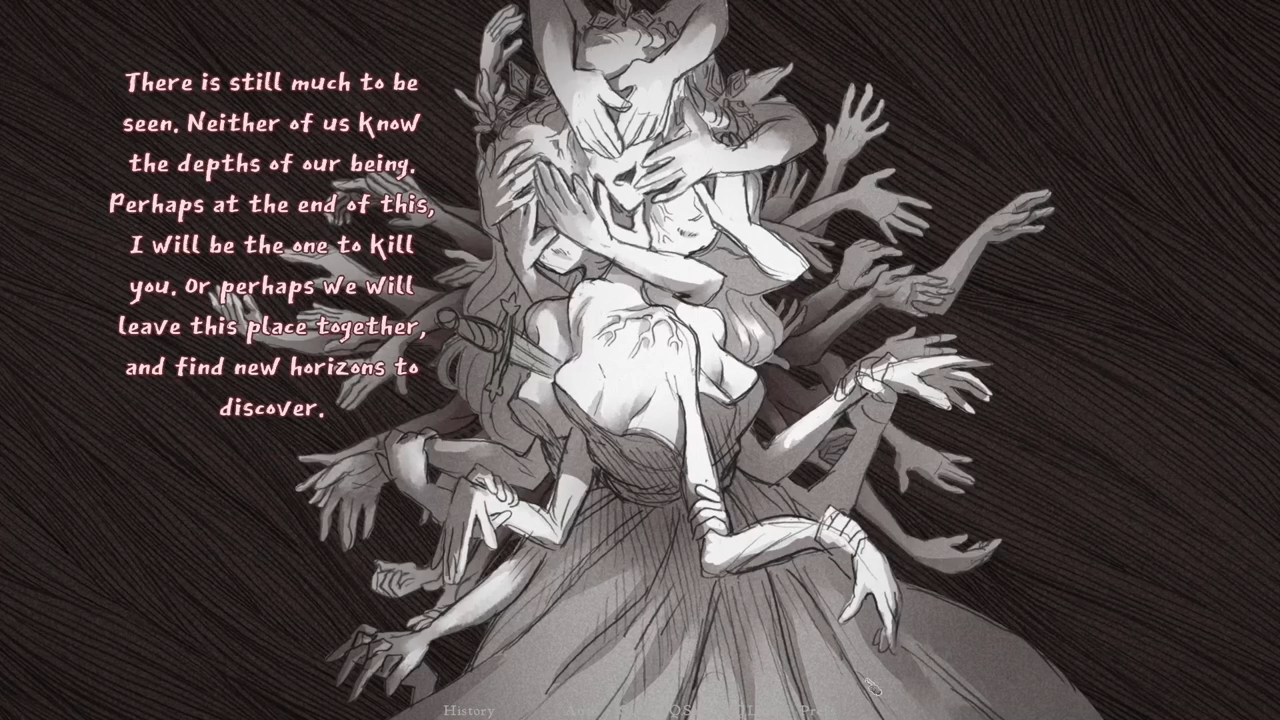 There is still much to be
seen. Neither of us know
the depths of our being.
Perhaps at the end of this,
I will be the one to kill
you. Or perhaps we will
leave this place together,
and find new horizons to
discover.
History
Prefs